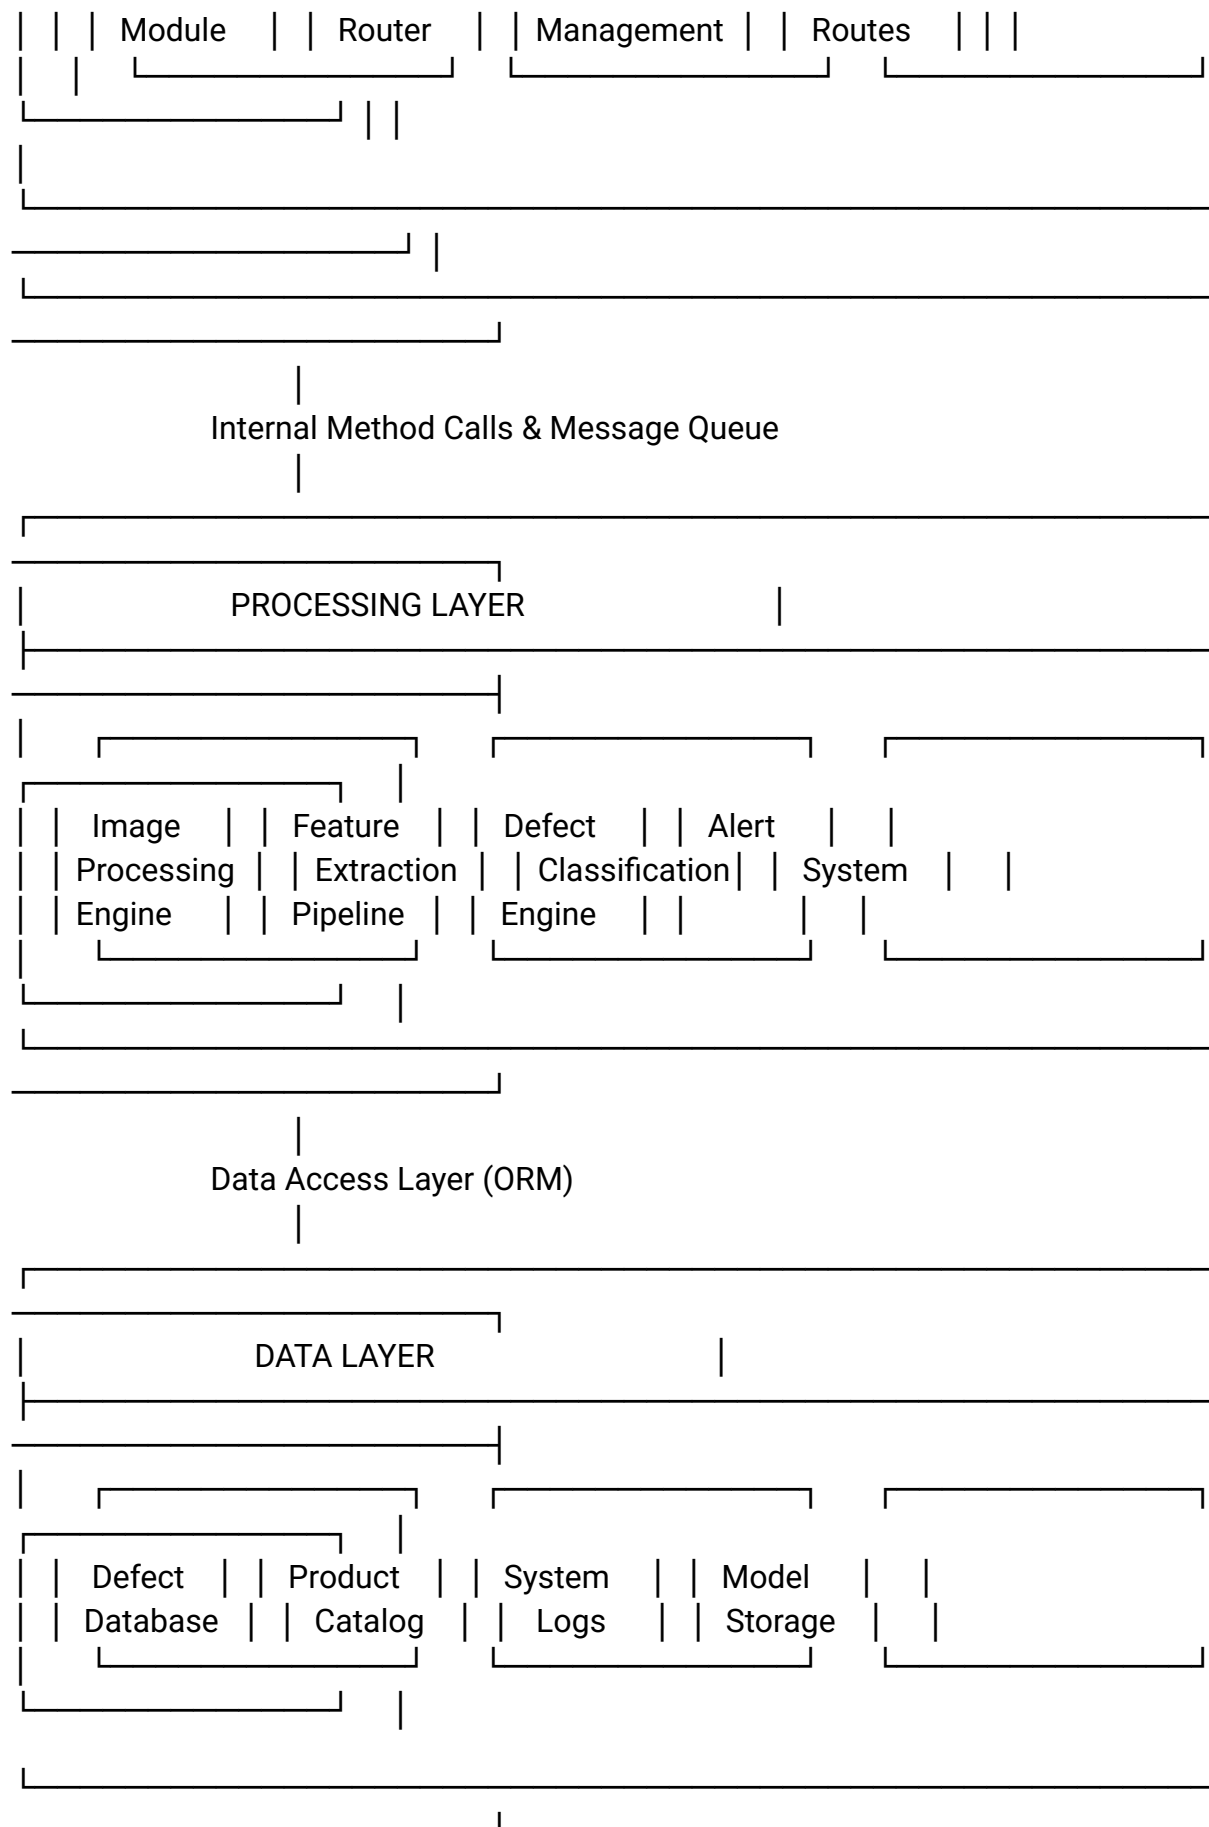 │ │ │ Module │ │ Router │ │ Management │ │ Routes │ │ │
│ │ └────────────────┘ └────────────────┘ └────────────────┘
└────────────────┘ │ │
│
└────────────────────────────────────────────────────────────
────────────────────┘ │
└────────────────────────────────────────────────────────────
─────────────────────────┘
│
Internal Method Calls & Message Queue
│
┌────────────────────────────────────────────────────────────
─────────────────────────┐
│ PROCESSING LAYER │
├────────────────────────────────────────────────────────────
─────────────────────────┤
│ ┌────────────────┐ ┌────────────────┐ ┌────────────────┐
┌────────────────┐ │
│ │ Image │ │ Feature │ │ Defect │ │ Alert │ │
│ │ Processing │ │ Extraction │ │ Classification│ │ System │ │
│ │ Engine │ │ Pipeline │ │ Engine │ │ │ │
│ └────────────────┘ └────────────────┘ └────────────────┘
└────────────────┘ │
└────────────────────────────────────────────────────────────
─────────────────────────┘
│
Data Access Layer (ORM)
│
┌────────────────────────────────────────────────────────────
─────────────────────────┐
│ DATA LAYER │
├────────────────────────────────────────────────────────────
─────────────────────────┤
│ ┌────────────────┐ ┌────────────────┐ ┌────────────────┐
┌────────────────┐ │
│ │ Defect │ │ Product │ │ System │ │ Model │ │
│ │ Database │ │ Catalog │ │ Logs │ │ Storage │ │
│ └────────────────┘ └────────────────┘ └────────────────┘
└────────────────┘ │
└────────────────────────────────────────────────────────────
┘